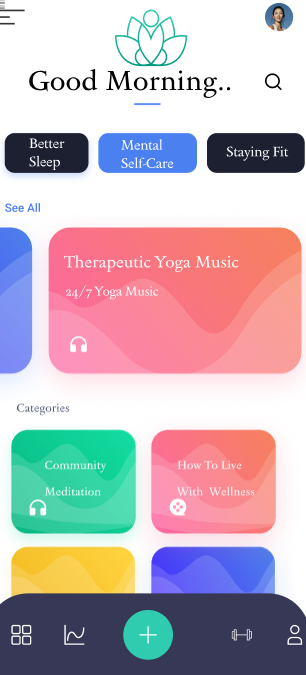 Good Morning..
Better
Sleep
Mental
Self-Care
Staying Fit
See All
Therapeutic Yoga Music
24/7 Yoga Music
Categories
Community
Meditation
How To Live
With Wellness